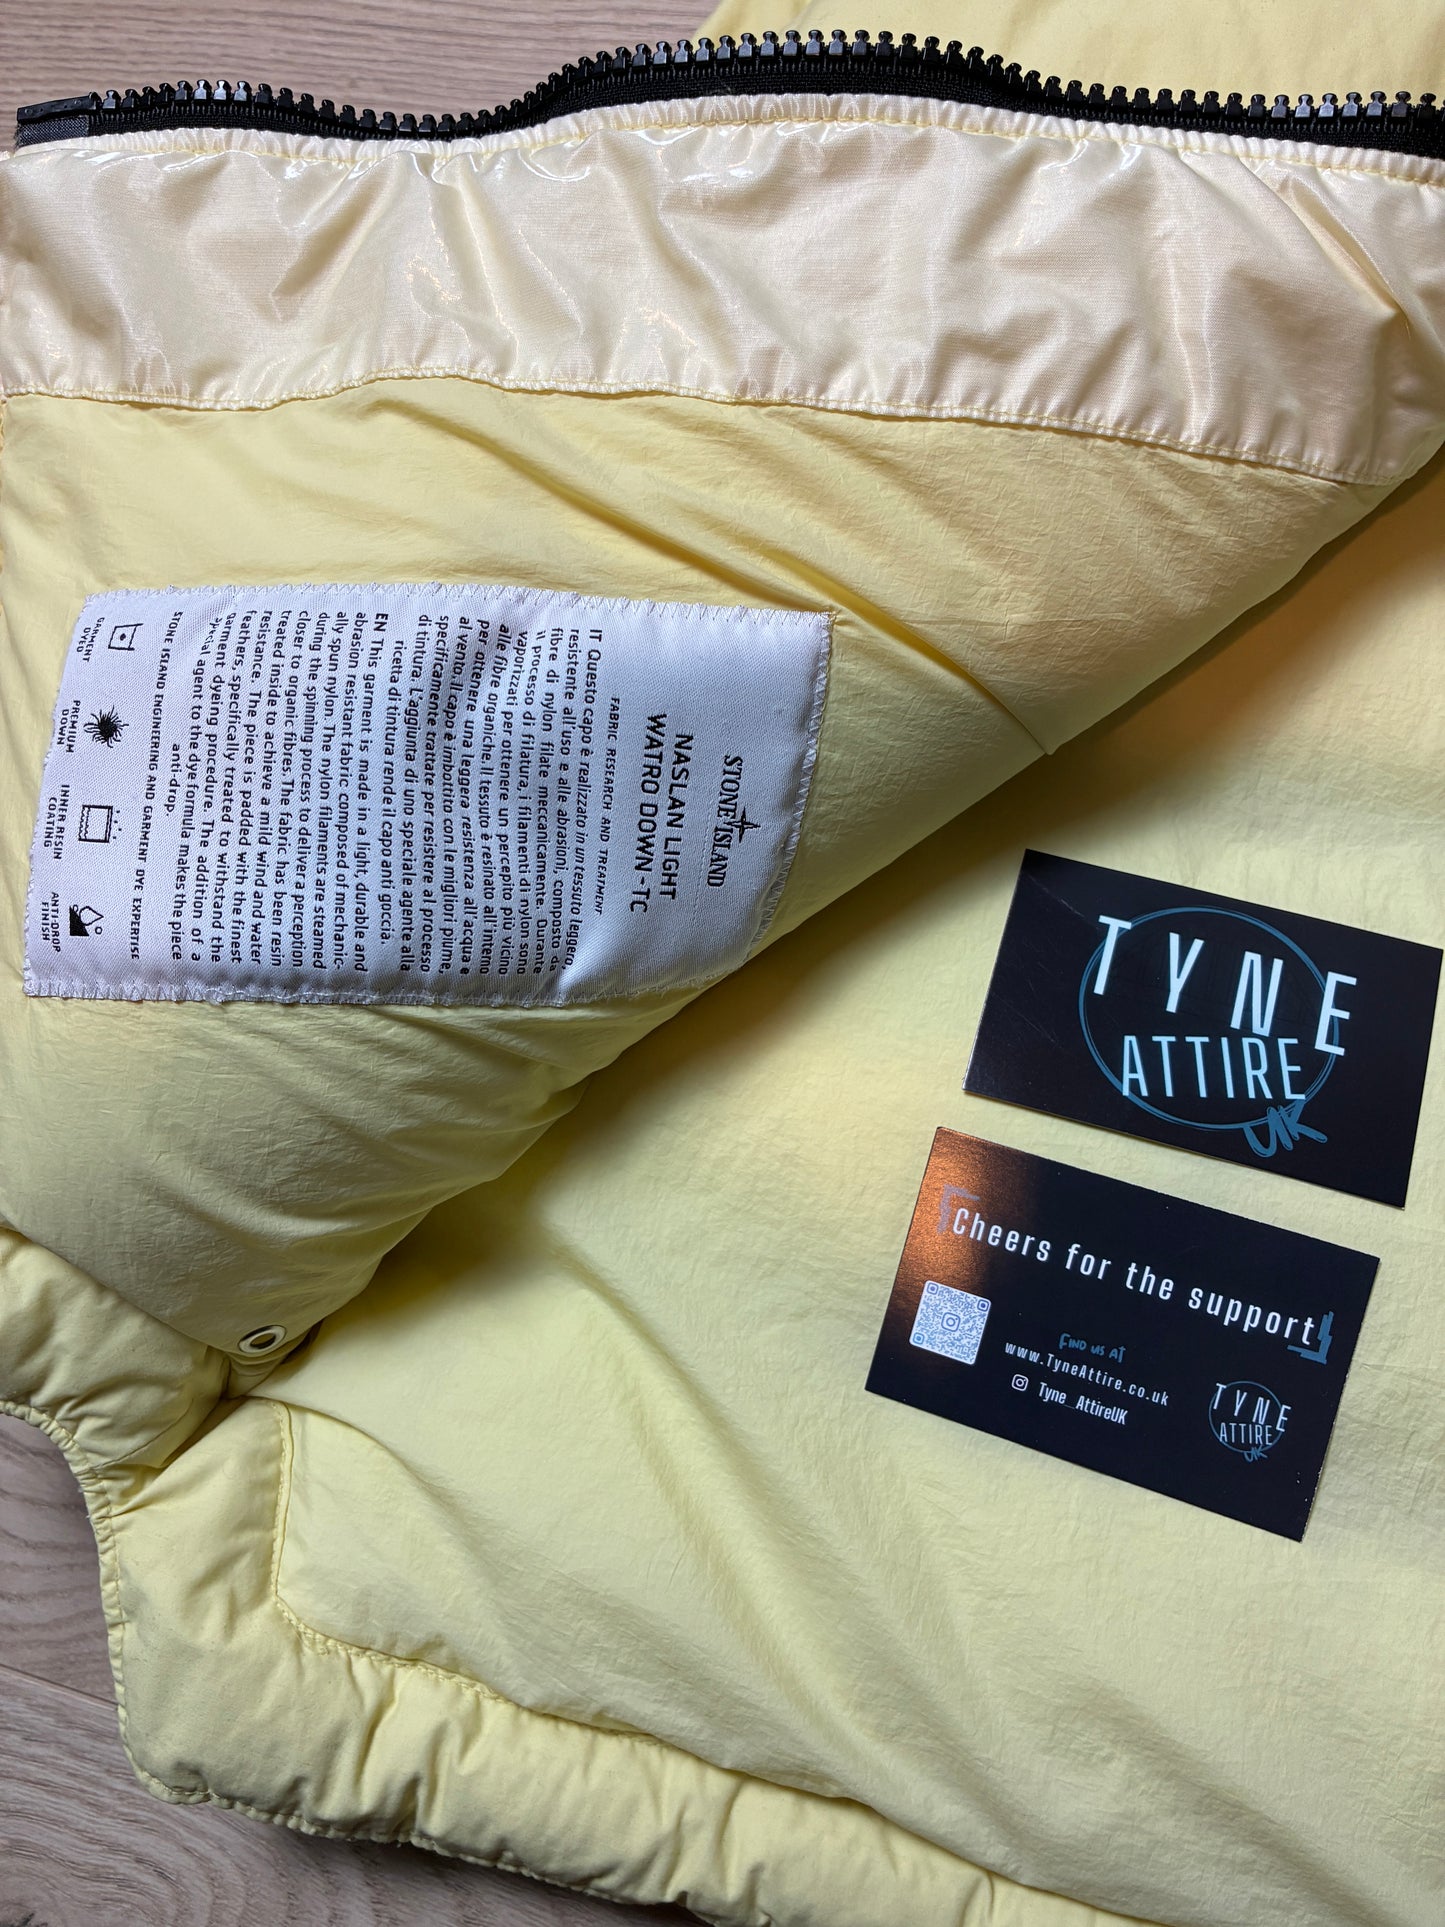 STONE ISLAND
NASLAN LIGHT
WATRO DOWN-TC
FABRIC RESEARCH AND TREATMENT
IT Questo capo è realizzato in un tessuto leggero,
resistente all'uso e alle abrasioni, composto da
fibre di nylon filate meccanicamente. Durante
il processo di filatura, i filamenti di nylon sono
vaporizzati per ottenere un percepito più vicino
alle fibre organiche. Il tessuto è resinato all'interno
per ottenere una leggera resistenza all'acqua e
al vento. Il capo è imbottito con le migliori piume,
specificamente trattate per resistere al processo
di tintura. L'aggiunta di uno speciale agente alla
ricetta di tintura rende il capo anti goccia.
EN This garment is made in a light, durable and
abrasion resistant fabric composed of mechanic-
ally spun nylon. The nylon filaments are steamed
during the spinning process to deliver a perception
closer to organic fibres. The fabric has been resin
treated inside to achieve a mild wind and water
resistance. The piece is padded with the finest
feathers, specifically treated to withstand the
garment dyeing procedure. The addition of a
special agent to the dye formula makes the piece
anti-drop.
STONE ISLAND ENGINEERING AND GARMENT DYE EXPERTISE
GARMENT
DYED
PREMIUM
DOWN
INNER RESIN
COATING
ANTI-DROP
FINISH
TYNE
ATTIRE
UK
Cheers for the support
FIND US AT
www.TyneAttire.co.uk
Tyne_AttireUK
TYNE
ATTIRE
UK